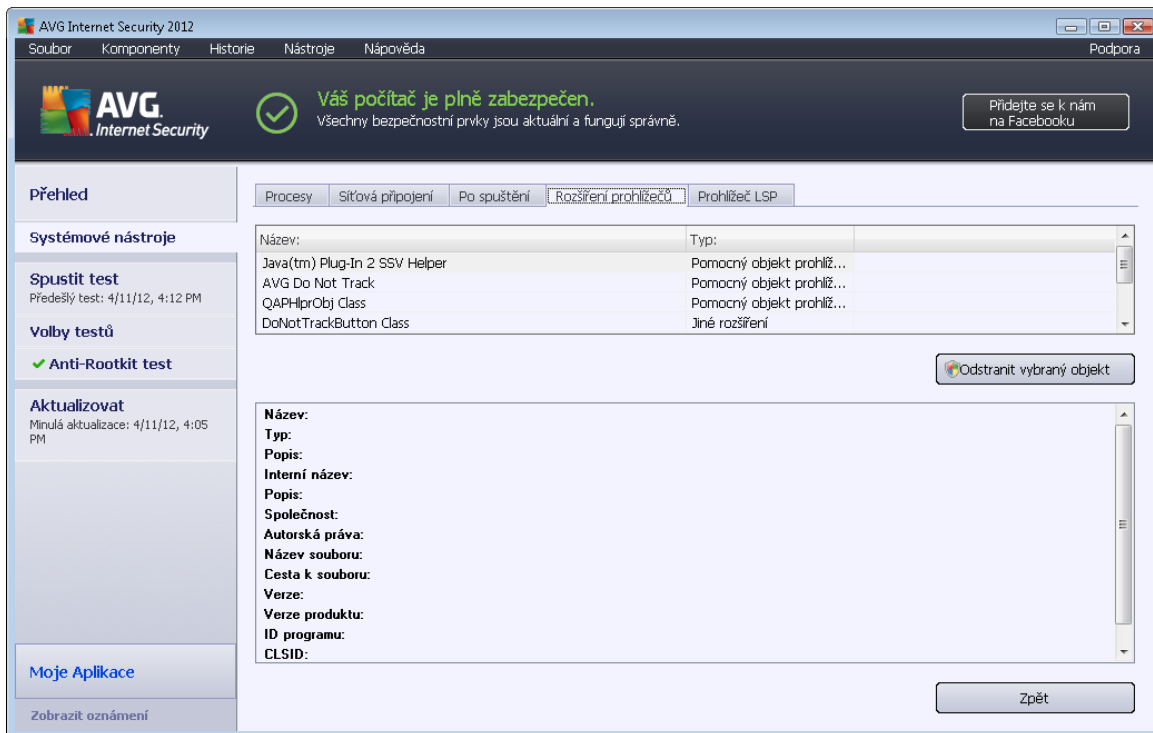 AVG Internet Security 2012
Soubor Komponenty Historie Nástroje Nápověda Podpora
AVG.
Internet Security
Váš počítač je plně zabezpečen.
Všechny bezpečnostní prvky jsou aktuální a fungují správně.
Přidejte se k nám
na Facebooku
Přehled
Systémové nástroje
Spustit test
Předešlý test: 4/11/12, 4:12 PM
Volby testů
Anti-Rootkit test
Aktualizovat
Minulá aktualizace: 4/11/12, 4:05
PM
Moje Aplikace
Zobrazit oznámení
Procesy Síťová připojení Po spuštění Rozšíření prohlížečů Prohlížeč LSP
Název: Typ:
Java(tm) Plug-In 2 SSV Helper Pomocný objekt prohlíž...
AVG Do Not Track Pomocný objekt prohlíž...
QAPHlprObj Class Pomocný objekt prohlíž...
DoNotTrackButton Class Jiné rozšíření
Odstranit vybraný objekt
Název:
Typ:
Popis:
Interní název:
Popis:
Společnost:
Autorská práva:
Název souboru:
Cesta k souboru:
Verze:
Verze produktu:
ID programu:
CLSID:
Zpět